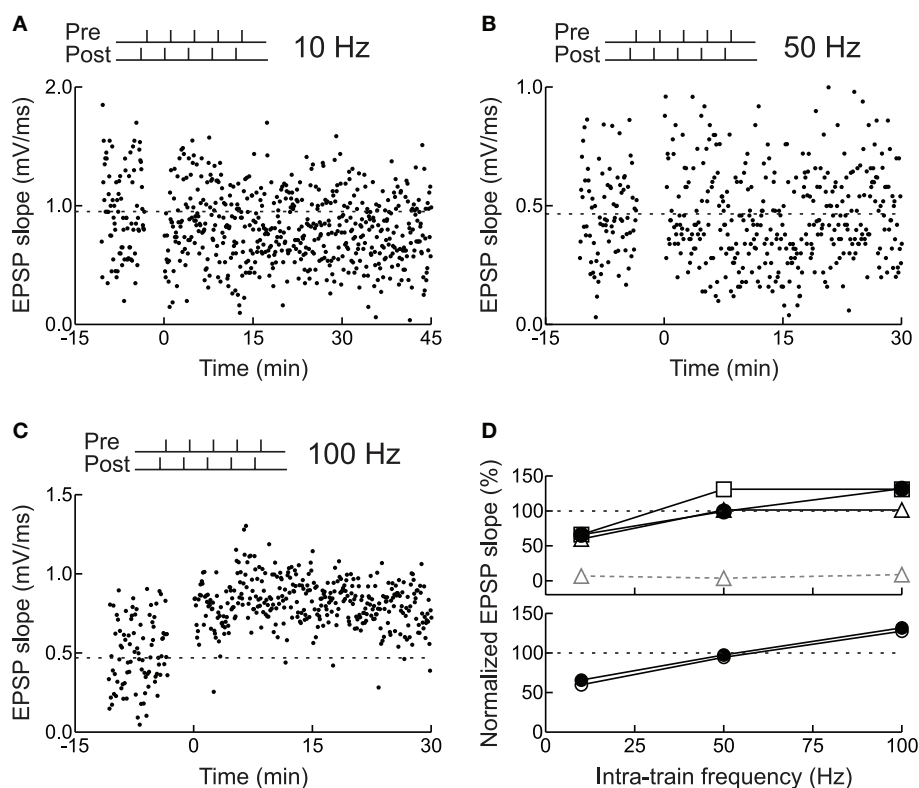 A
Pre
Post
10 Hz
EPSP slope (mV/ms)
2.0
1.0
0.0
-15
0
15
30
45
Time (min)
B
Pre
Post
50 Hz
EPSP slope (mV/ms)
1.0
0.5
0.0
-15
0
15
30
Time (min)
C
Pre
Post
100 Hz
EPSP slope (mV/ms)
1.5
1.0
0.5
0.0
-15
0
15
30
Time (min)
D
Normalized EPSP slope (%)
150
100
50
0
150
100
50
0
0
25
50
75
100
Intra-train frequency (Hz)